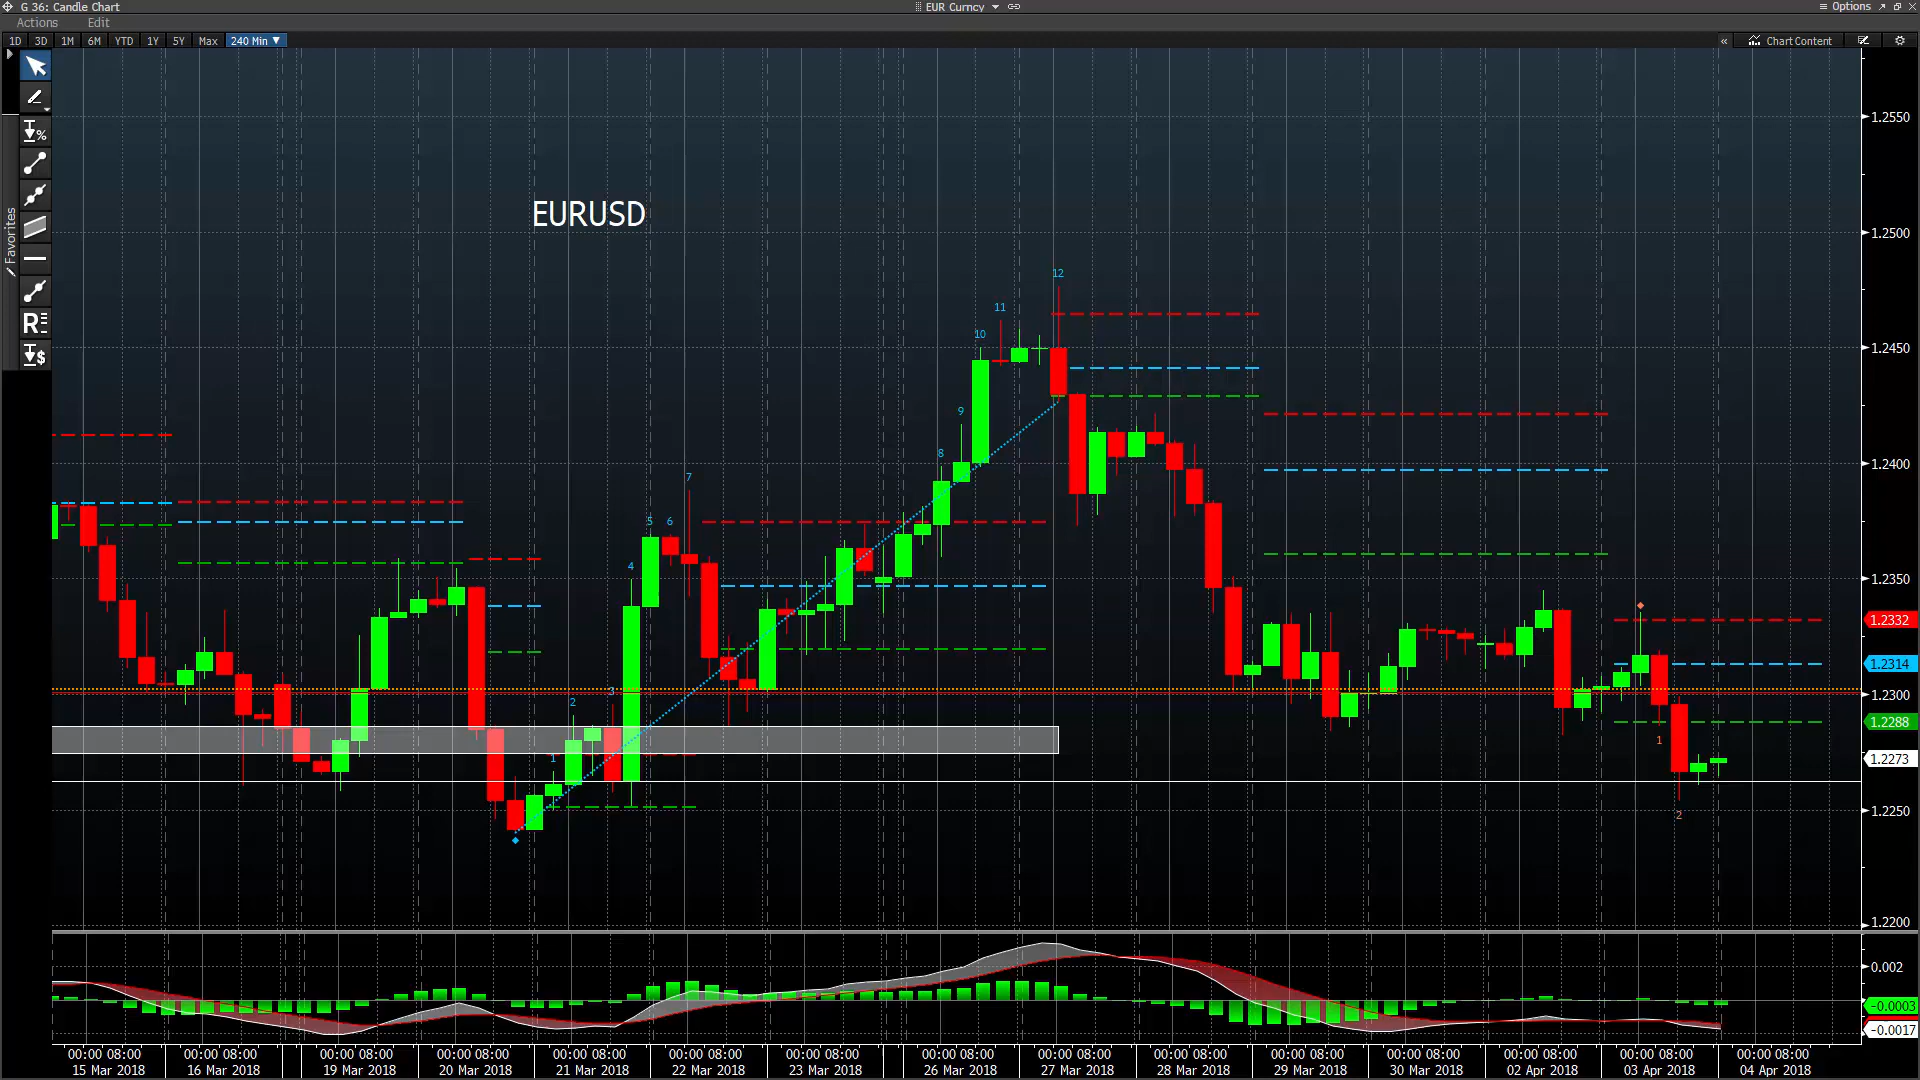 G 36: Candle Chart
EUR Curncy
Options
Actions
Edit
1D 3D 1M 6M YTD 1Y 5Y Max 240 Min
« Chart Content
Favorites
%
R
$
EURUSD
12
11
10
9
8
7
5 6
4
3
2
1
1
2
1.2550
1.2500
1.2450
1.2400
1.2350
1.2332
1.2314
1.2300
1.2288
1.2273
1.2250
1.2200
0.002
-0.0003
-0.0017
00:00 08:00 00:00 08:00 00:00 08:00 00:00 08:00 00:00 08:00 00:00 08:00 00:00 08:00 00:00 08:00 00:00 08:00 00:00 08:00 00:00 08:00 00:00 08:00 00:00 08:00 00:00 08:00 00:00 08:00
15 Mar 2018 16 Mar 2018 19 Mar 2018 20 Mar 2018 21 Mar 2018 22 Mar 2018 23 Mar 2018 26 Mar 2018 27 Mar 2018 28 Mar 2018 29 Mar 2018 30 Mar 2018 02 Apr 2018 03 Apr 2018 04 Apr 2018